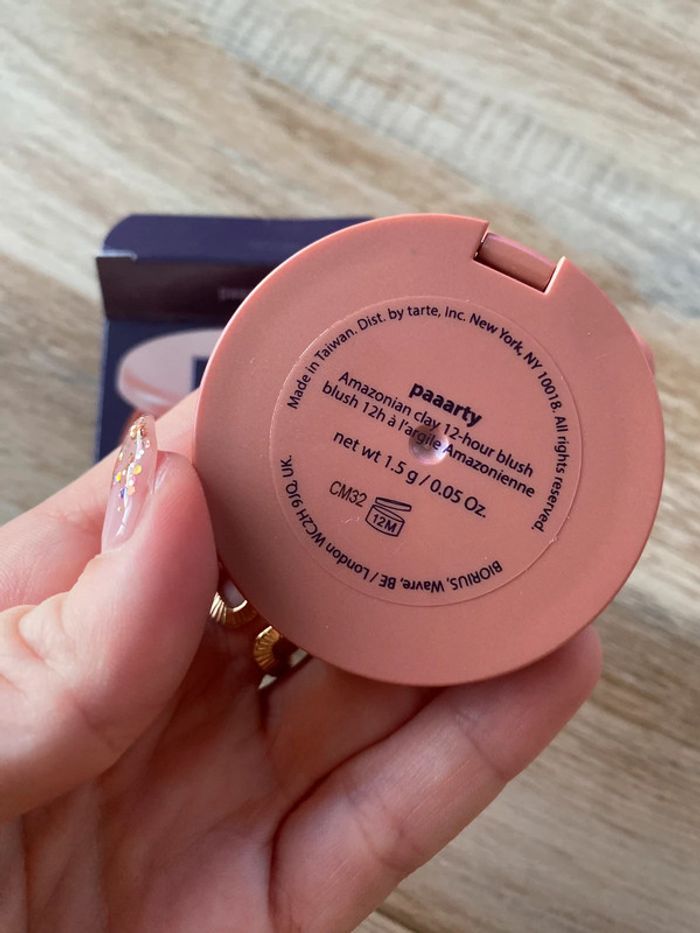 Made in Taiwan. Dist. by tarte, Inc. New York, NY 10018. All rights reserved.
paaarty
Amazonian clay 12-hour blush
blush 12h à l'argile Amazonienne
net wt 1.5 g / 0.05 Oz.
CM32
12M
BIORIUS, Wavre, BE / London WC2H 9JQ, UK.